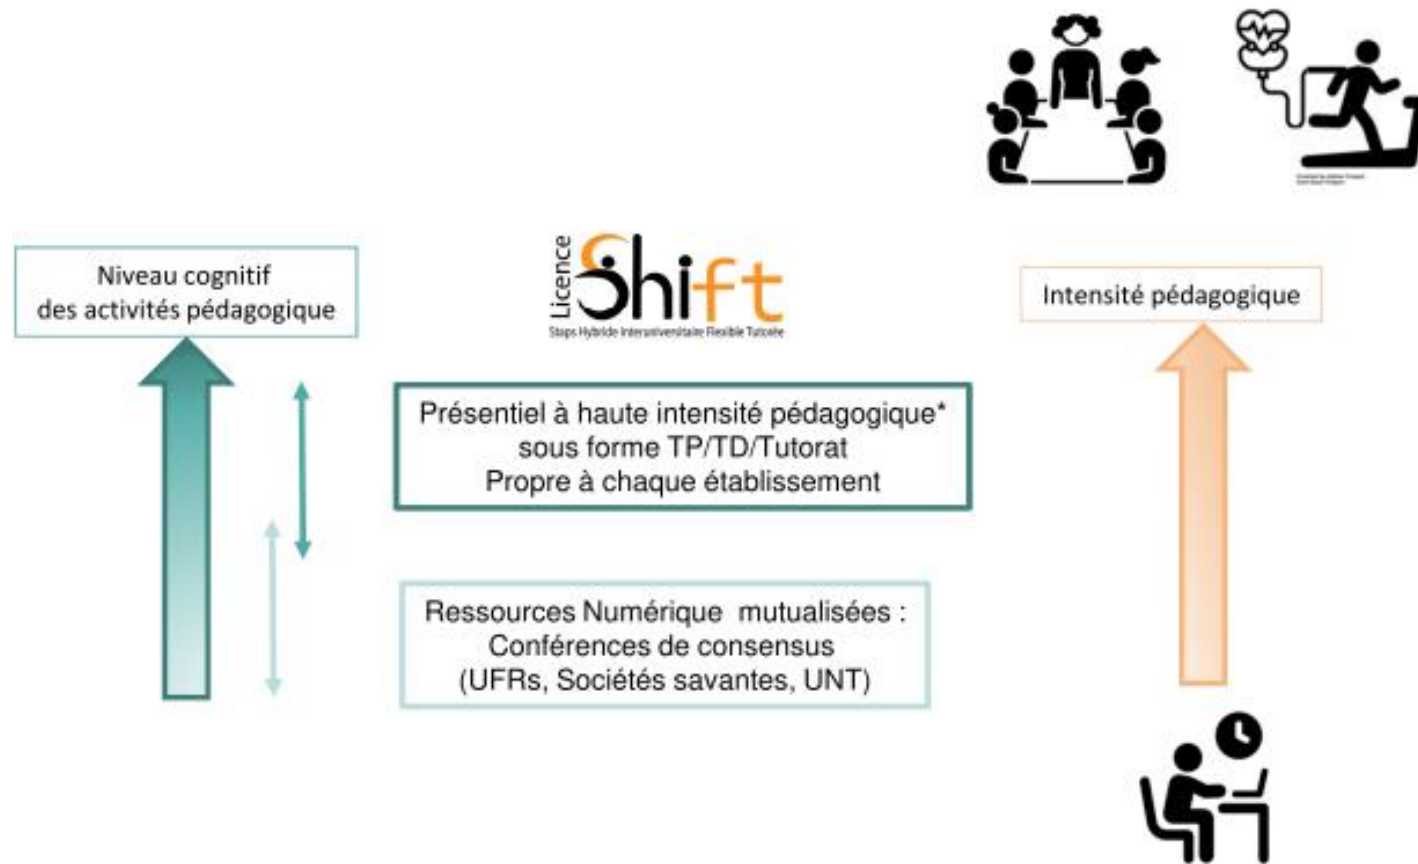 Niveau cognitif
des activités pédagogique
Licence
Shift
Staps Hybride Interuniversitaire Flexible Tutorée
Intensité pédagogique
Présentiel à haute intensité pédagogique*
sous forme TP/TD/Tutorat
Propre à chaque établissement
Ressources Numérique mutualisées :
Conférences de consensus
(UFRs, Sociétés savantes, UNT)